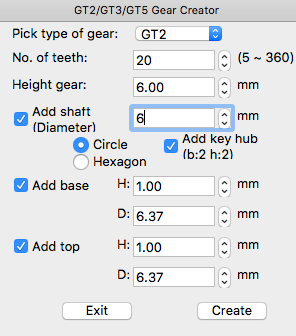 GT2/GT3/GT5 Gear Creator
Pick type of gear: GT2
No. of teeth: 20 (5 ~ 360)
Height gear: 6.00 mm
Add shaft (Diameter) 6 mm
Circle
Hexagon
Add key hub
(b:2 h:2)
Add base H: 1.00 mm
D: 6.37 mm
Add top H: 1.00 mm
D: 6.37 mm
Exit Create